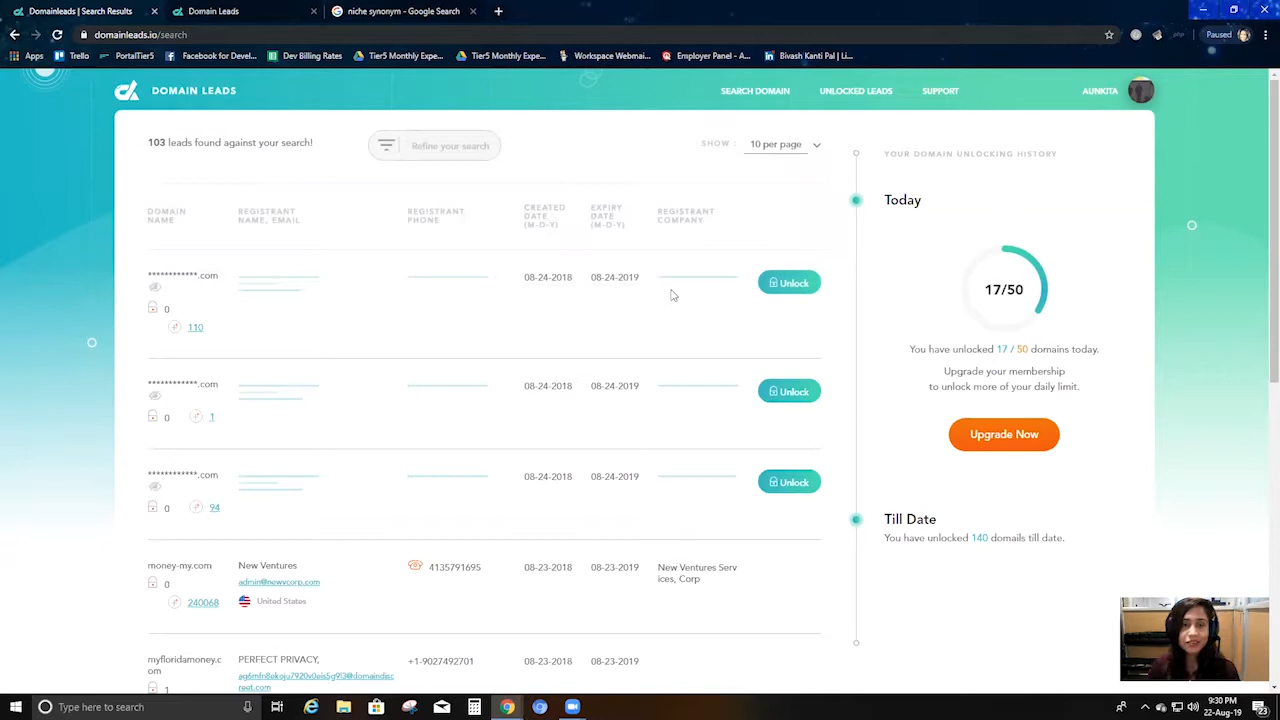 Domainleads | Search Results
Domainleads | Search Results
niche synonym - Google Search
domainleads.io/search
Paused
Apps
Trello
PortalTier5
Facebook for Devel...
Dev Billing Rates
Tier5 Monthly Expe...
Tier5 Monthly Expe...
Workspace Webmai...
Employer Panel - A...
Bivash Kanti Pal | Li...
DOMAIN LEADS
SEARCH DOMAIN
UNLOCKED LEADS
SUPPORT
AUNKITA
103 leads found against your search!
Refine your search
SHOW :
10 per page
DOMAIN
NAME
REGISTRANT
NAME, EMAIL
REGISTRANT
PHONE
CREATED
DATE
(M-D-Y)
EXPIRY
DATE
(M-D-Y)
REGISTRANT
COMPANY
************.com
0
110
08-24-2018
08-24-2019
Unlock
************.com
0
1
08-24-2018
08-24-2019
Unlock
************.com
0
94
08-24-2018
08-24-2019
Unlock
money-my.com
0
240068
New Ventures
admin@newvcorp.com
United States
4135791695
08-23-2018
08-23-2019
New Ventures Serv
ices, Corp
myfloridamoney.c
om
1
PERFECT PRIVACY,
+1-9027492701
08-23-2018
08-23-2019
YOUR DOMAIN UNLOCKING HISTORY
Today
17/50
You have unlocked 17 / 50 domains today.
Upgrade your membership
to unlock more of your daily limit.
Upgrade Now
Till Date
You have unlocked 140 domails till date.
Type here to search
9:30 PM
22-Aug-19